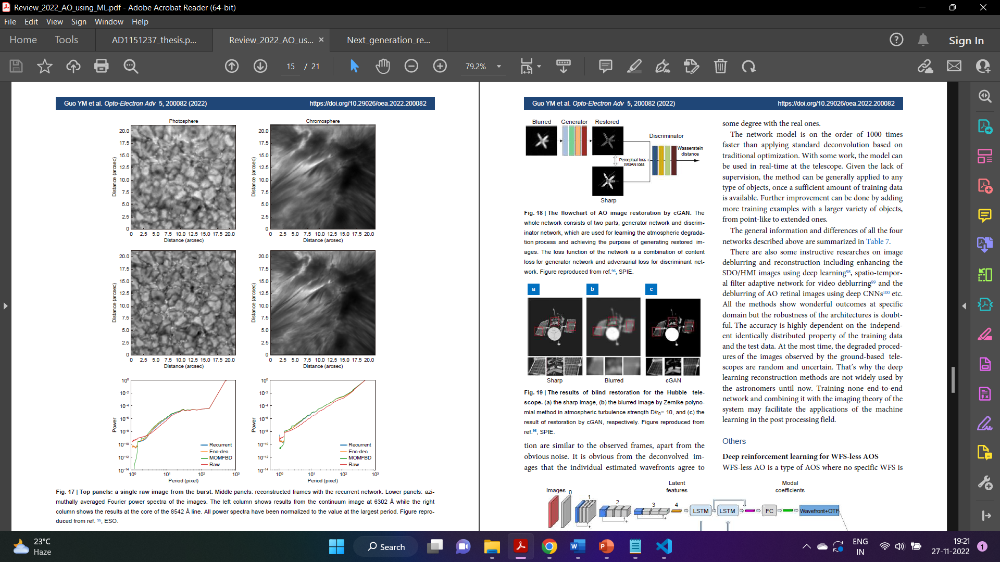 Review_2022_AO_using_ML.pdf - Adobe Acrobat Reader (64-bit)
File Edit View Sign Window Help
Home Tools AD1151237_thesis.p... Review_2022_AO_us... × Next_generation_re... Sign In
15 / 21 79.2%
Guo YM et al. Opto-Electron Adv 5, 200082 (2022) https://doi.org/10.29026/oea.2022.200082
Photosphere Chromosphere
20.0 20.0
17.5 17.5
15.0 15.0
12.5 12.5
10.0 10.0
7.5 7.5
5.0 5.0
2.5 2.5
0 0
Distance (arcsec) Distance (arcsec)
0 2.5 5.0 7.5 10.0 12.5 15.0 17.5 20.0 0 2.5 5.0 7.5 10.0 12.5 15.0 17.5 20.0
Distance (arcsec) Distance (arcsec)
20.0 20.0
17.5 17.5
15.0 15.0
12.5 12.5
10.0 10.0
7.5 7.5
5.0 5.0
2.5 2.5
0 0
Distance (arcsec) Distance (arcsec)
0 2.5 5.0 7.5 10.0 12.5 15.0 17.5 20.0 0 2.5 5.0 7.5 10.0 12.5 15.0 17.5 20.0
Distance (arcsec) Distance (arcsec)
10⁰ 10⁰
10⁻² 10⁻²
10⁻⁴ 10⁻⁴
10⁻⁶ 10⁻⁶
10⁻⁸ 10⁻⁸
10⁻¹⁰ 10⁻¹⁰
10⁻¹² 10⁻¹²
10⁻¹⁴ 10⁻¹⁴
Power Power
Recurrent Recurrent
Enc-dec Enc-dec
MOMFBD MOMFBD
Raw Raw
10⁰ 10¹ 10² 10³ 10⁰ 10¹ 10² 10³
Period (pixel) Period (pixel)
Fig. 17 | Top panels: a single raw image from the burst. Middle panels: reconstructed frames with the recurrent network. Lower panels: azi-
muthally averaged Fourier power spectra of the images. The left column shows results from the continuum image at 6302 Å while the right
column shows the results at the core of the 8542 Å line. All power spectra have been normalized to the value at the largest period. Figure repro-
duced from ref. ⁹⁵, ESO.
Guo YM et al. Opto-Electron Adv 5, 200082 (2022) https://doi.org/10.29026/oea.2022.200082
Blurred Generator Restored
Discriminator
Wasserstein
distance
Perceptual loss +
WGAN loss
Sharp
Fig. 18 | The flowchart of AO image restoration by cGAN. The
whole network consists of two parts, generator network and discrim-
inator network, which are used for learning the atmospheric degrada-
tion process and achieving the purpose of generating restored im-
ages. The loss function of the network is a combination of content
loss for generator network and adversarial loss for discriminant net-
work. Figure reproduced from ref.⁹⁶, SPIE.
a b c
Sharp Blurred cGAN
Fig. 19 | The results of blind restoration for the Hubble tele-
scope. (a) the sharp image, (b) the blurred image by Zernike polyno-
mial method in atmospheric turbulence strength D/r₀= 10, and (c) the
result of restoration by cGAN, respectively. Figure reproduced from
ref.⁹⁶, SPIE.
tion are similar to the observed frames, apart from the
obvious noise. It is obvious from the deconvolved im-
ages that the individual estimated wavefronts agree to
some degree with the real ones.
The network model is on the order of 1000 times
faster than applying standard deconvolution based on
traditional optimization. With some work, the model can
be used in real-time at the telescope. Given the lack of
supervision, the method can be generally applied to any
type of objects, once a sufficient amount of training data
is available. Further improvement can be done by adding
more training examples with a larger variety of objects,
from point-like to extended ones.
The general information and differences of all the four
networks described above are summarized in Table 7.
There are also some instructive researches on image
deblurring and reconstruction including enhancing the
SDO/HMI images using deep learning⁹⁸, spatio-tempor-
al filter adaptive network for video deblurring⁹⁹ and the
deblurring of AO retinal images using deep CNNs¹⁰⁰ etc.
All the methods show wonderful outcomes at specific
domain but the robustness of the architectures is doubt-
ful. The accuracy is highly dependent on the independ-
ent identically distributed property of the training data
and the test data. At the most time, the degraded proced-
ures of the images observed by the ground-based tele-
scopes are random and uncertain. That's why the deep
learning reconstruction methods are not widely used by
the astronomers until now. Training none end-to-end
network and combining it with the imaging theory of the
system may facilitate the applications of the machine
learning in the post processing field.
Others
Deep reinforcement learning for WFS-less AOS
WFS-less AO is a type of AOS where no specific WFS is
Images 0 1 2 3 4
Latent
features
Modal
coefficients
LSTM LSTM FC Wavefront+OTF
23°C
Haze
Search
ENG
IN
19:21
27-11-2022
1